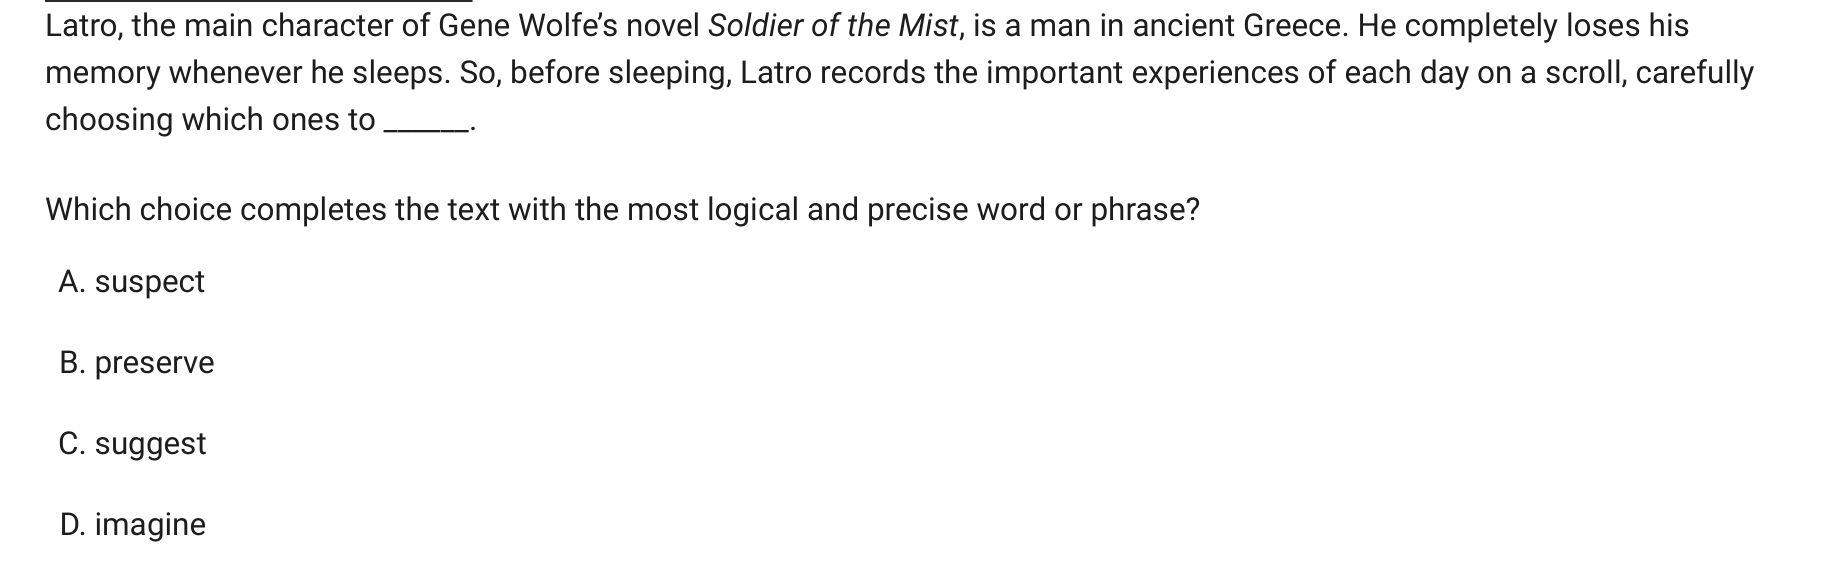 Latro, the main character of Gene Wolfe's novel Soldier of the Mist, is a man in ancient Greece. He completely loses his
memory whenever he sleeps. So, before sleeping, Latro records the important experiences of each day on a scroll, carefully
choosing which ones to ______.
Which choice completes the text with the most logical and precise word or phrase?
A. suspect
B. preserve
C. suggest
D. imagine